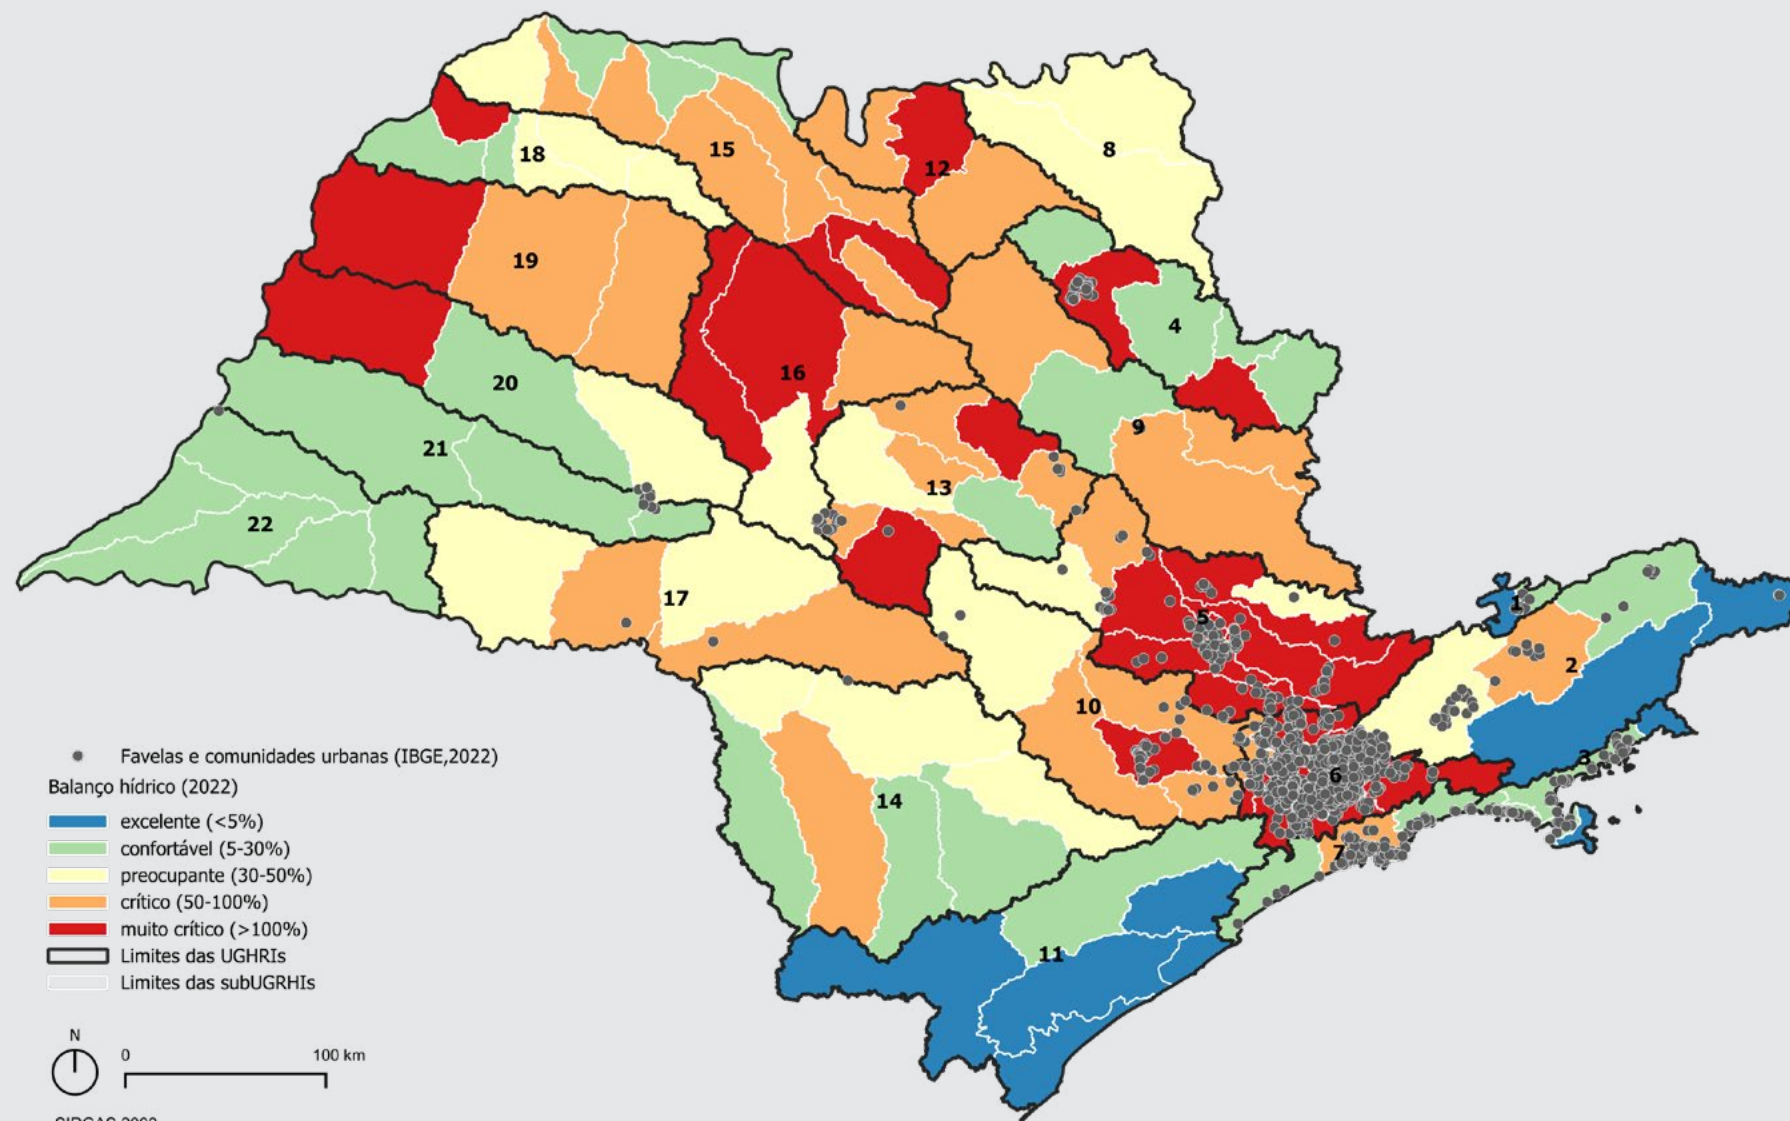 18
15
12
8
19
4
16
20
9
21
13
22
17
5
1
2
10
3
6
14
7
11
Favelas e comunidades urbanas (IBGE,2022)
Balanço hídrico (2022)
excelente (<5%)
confortável (5-30%)
preocupante (30-50%)
crítico (50-100%)
muito crítico (>100%)
Limites das UGHRIs
Limites das subUGRHIs
N
0 100 km